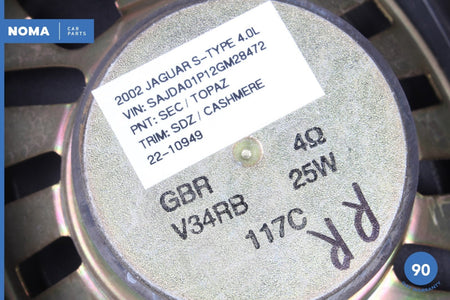 NOMA CAR PARTS
2002 JAGUAR S-TYPE 4.0L
VIN: SAJDA01P12GM28472
PNT: SEC / TOPAZ
TRIM: SDZ / CASHMERE
22-10949
GBR 4Ω
V34RB 25W
117C
RR
90